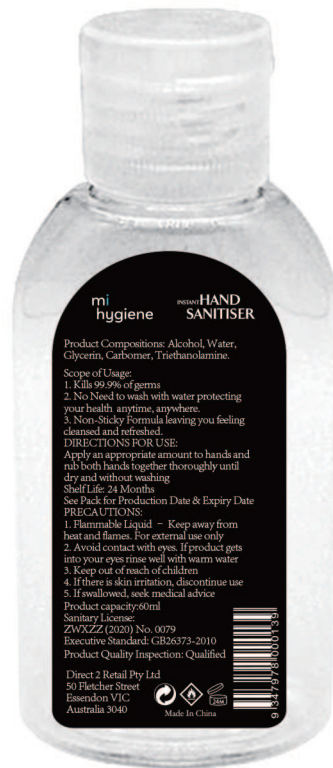 mi
hygiene
INSTANT HAND
SANITISER
Product Compositions: Alcohol, Water,
Glycerin, Carbomer, Triethanolamine.
Scope of Usage:
1. Kills 99.9% of germs
2. No Need to wash with water protecting
your health anytime, anywhere.
3. Non-Sticky Formula leaving you feeling
cleansed and refreshed.
DIRECTIONS FOR USE:
Apply an appropriate amount to hands and
rub both hands together thoroughly until
dry and without washing
Shelf Life: 24 Months
See Pack for Production Date & Expiry Date
PRECAUTIONS:
1. Flammable Liquid – Keep away from
heat and flames. For external use only
2. Avoid contact with eyes. If product gets
into your eyes rinse well with warm water
3. Keep out of reach of children
4. If there is skin irritation, discontinue use
5. If swallowed, seek medical advice
Product capacity:60ml
Sanitary License:
ZWXZZ (2020) No. 0079
Executive Standard: GB26373-2010
Product Quality Inspection: Qualified
Direct 2 Retail Pty Ltd
50 Fletcher Street
Essendon VIC
Australia 3040
24M
Made In China
9 347978 000139